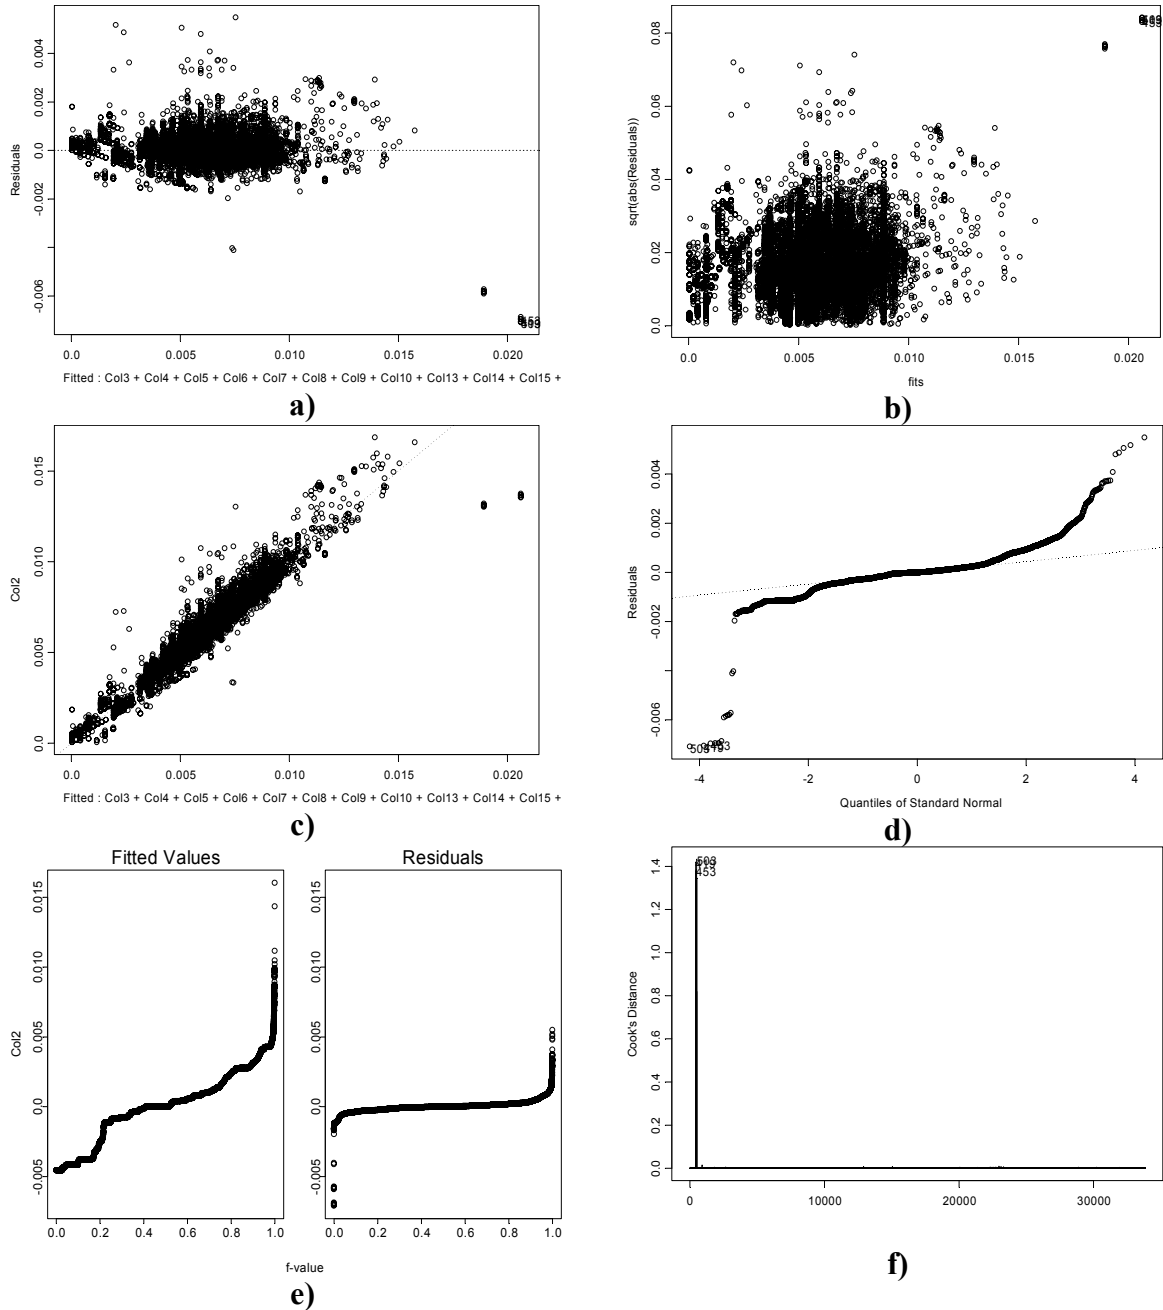 0.004
0.002
0.0
-0.002
-0.006
Residuals
0.0 0.005 0.010 0.015 0.020
Fitted : Col3 + Col4 + Col5 + Col6 + Col7 + Col8 + Col9 + Col10 + Col13 + Col14 + Col15 +
a)
0.08
0.06
0.04
0.02
0.0
sqrt(abs(Residuals))
0.0 0.005 0.010 0.015 0.020
fits
b)
0.015
0.010
0.005
0.0
Col2
0.0 0.005 0.010 0.015 0.020
Fitted : Col3 + Col4 + Col5 + Col6 + Col7 + Col8 + Col9 + Col10 + Col13 + Col14 + Col15 +
c)
0.004
0.002
0.0
-0.002
-0.006
Residuals
-4 -2 0 2 4
Quantiles of Standard Normal
d)
Fitted Values Residuals
0.015 0.015
0.010 0.010
0.005 0.005
0.0 0.0
-0.005 -0.005
Col2
0.0 0.2 0.4 0.6 0.8 1.0 0.0 0.2 0.4 0.6 0.8 1.0
f-value
e)
453
1.4
1.2
1.0
0.8
0.6
0.4
0.2
0.0
Cook's Distance
0 10000 20000 30000
f)